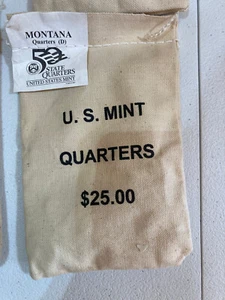 MONTANA
Quarters (D)
50
STATE
QUARTERS
UNITED STATES MINT
U. S. MINT
QUARTERS
$25.00